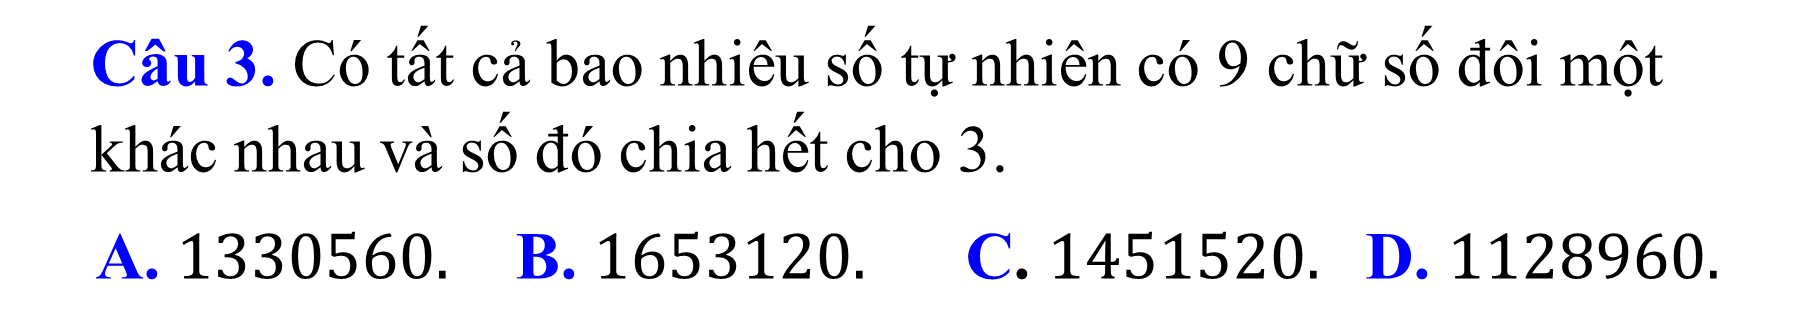 Câu 3. Có tất cả bao nhiêu số tự nhiên có 9 chữ số đôi một
khác nhau và số đó chia hết cho 3.
A. 1330560. B. 1653120. C. 1451520. D. 1128960.